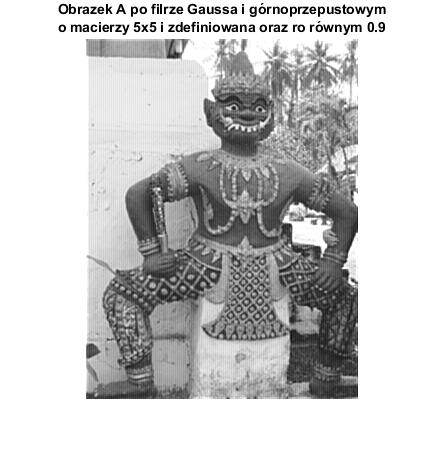 Obrazek A po filrze Gaussa i górnoprzepustowym
o macierzy 5x5 i zdefiniowana oraz ro równym 0.9